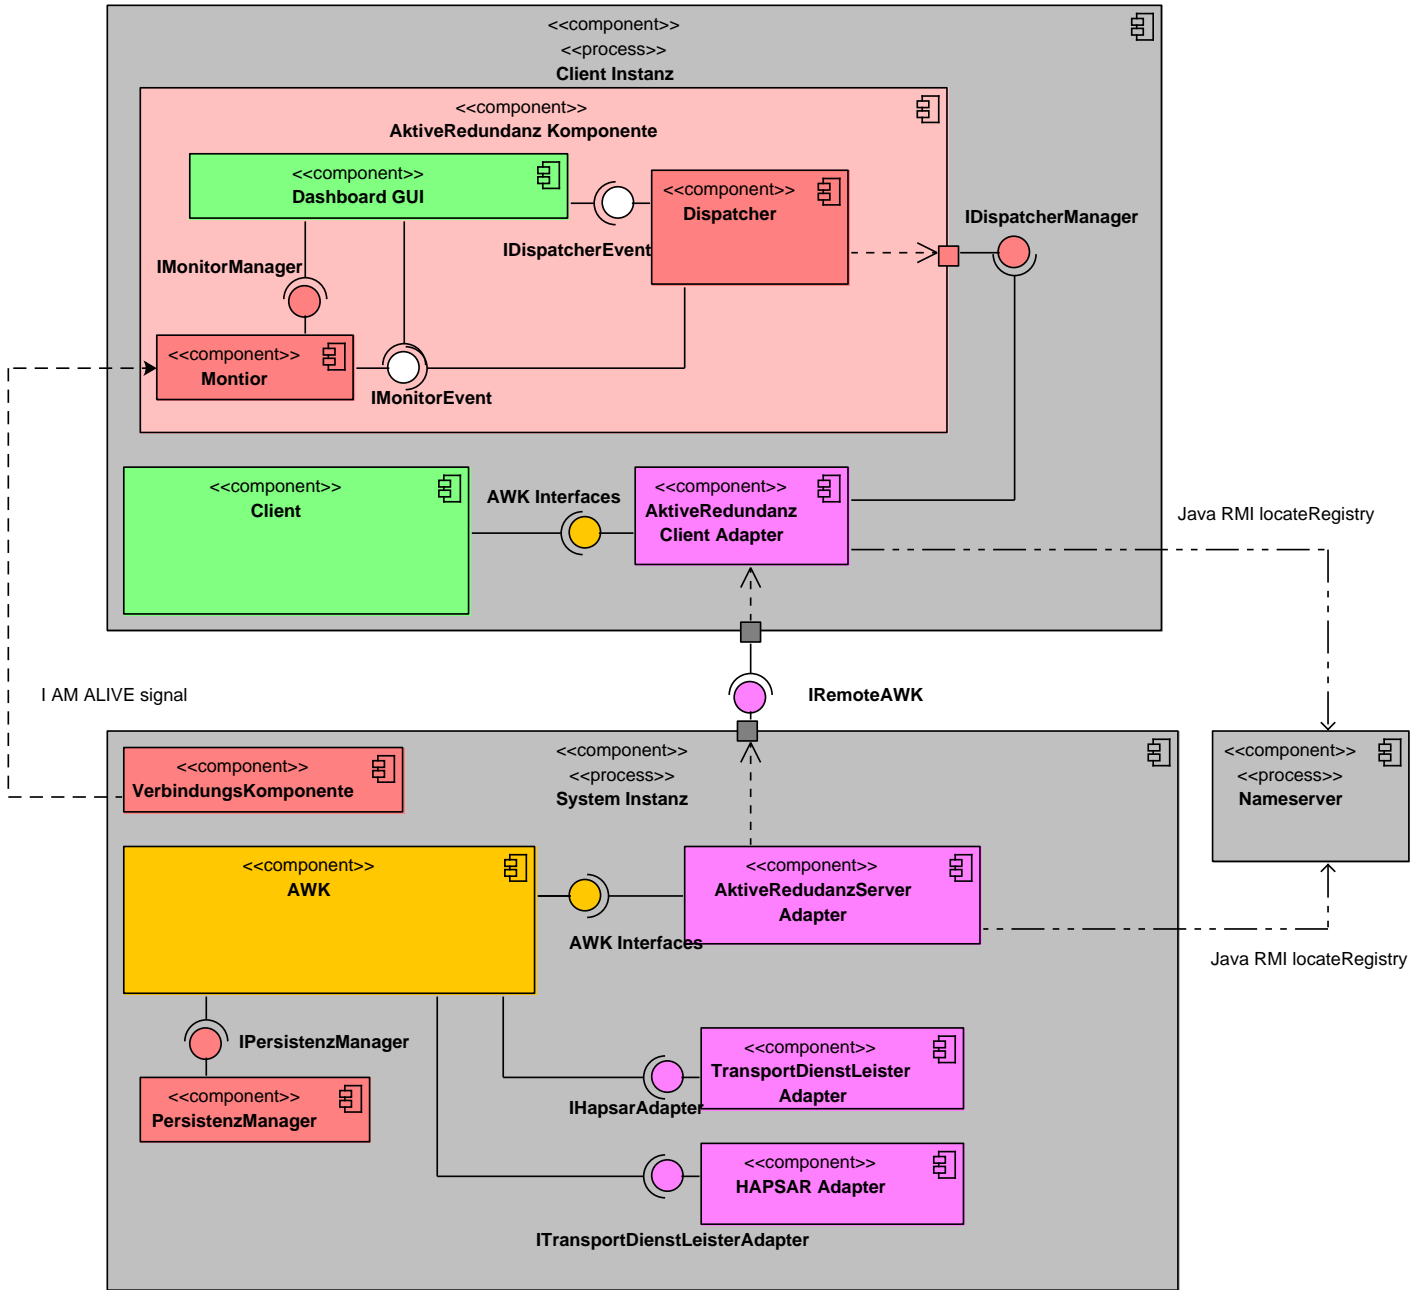 <<component>>
<<process>>
Client Instanz
<<component>>
AktiveRedundanz Komponente
<<component>>
Dashboard GUI
<<component>>
Dispatcher
IDispatcherManager
IDispatcherEvent
IMonitorManager
<<component>>
Montior
IMonitorEvent
<<component>>
Client
AWK Interfaces
<<component>>
AktiveRedundanz
Client Adapter
Java RMI locateRegistry
I AM ALIVE signal
IRemoteAWK
<<component>>
<<process>>
System Instanz
<<component>>
VerbindungsKomponente
<<component>>
<<process>>
Nameserver
<<component>>
AWK
<<component>>
AktiveRedudanzServer
Adapter
AWK Interfaces
Java RMI locateRegistry
IPersistenzManager
<<component>>
PersistenzManager
<<component>>
TransportDienstLeister
Adapter
IHapsarAdapter
<<component>>
HAPSAR Adapter
ITransportDienstLeisterAdapter